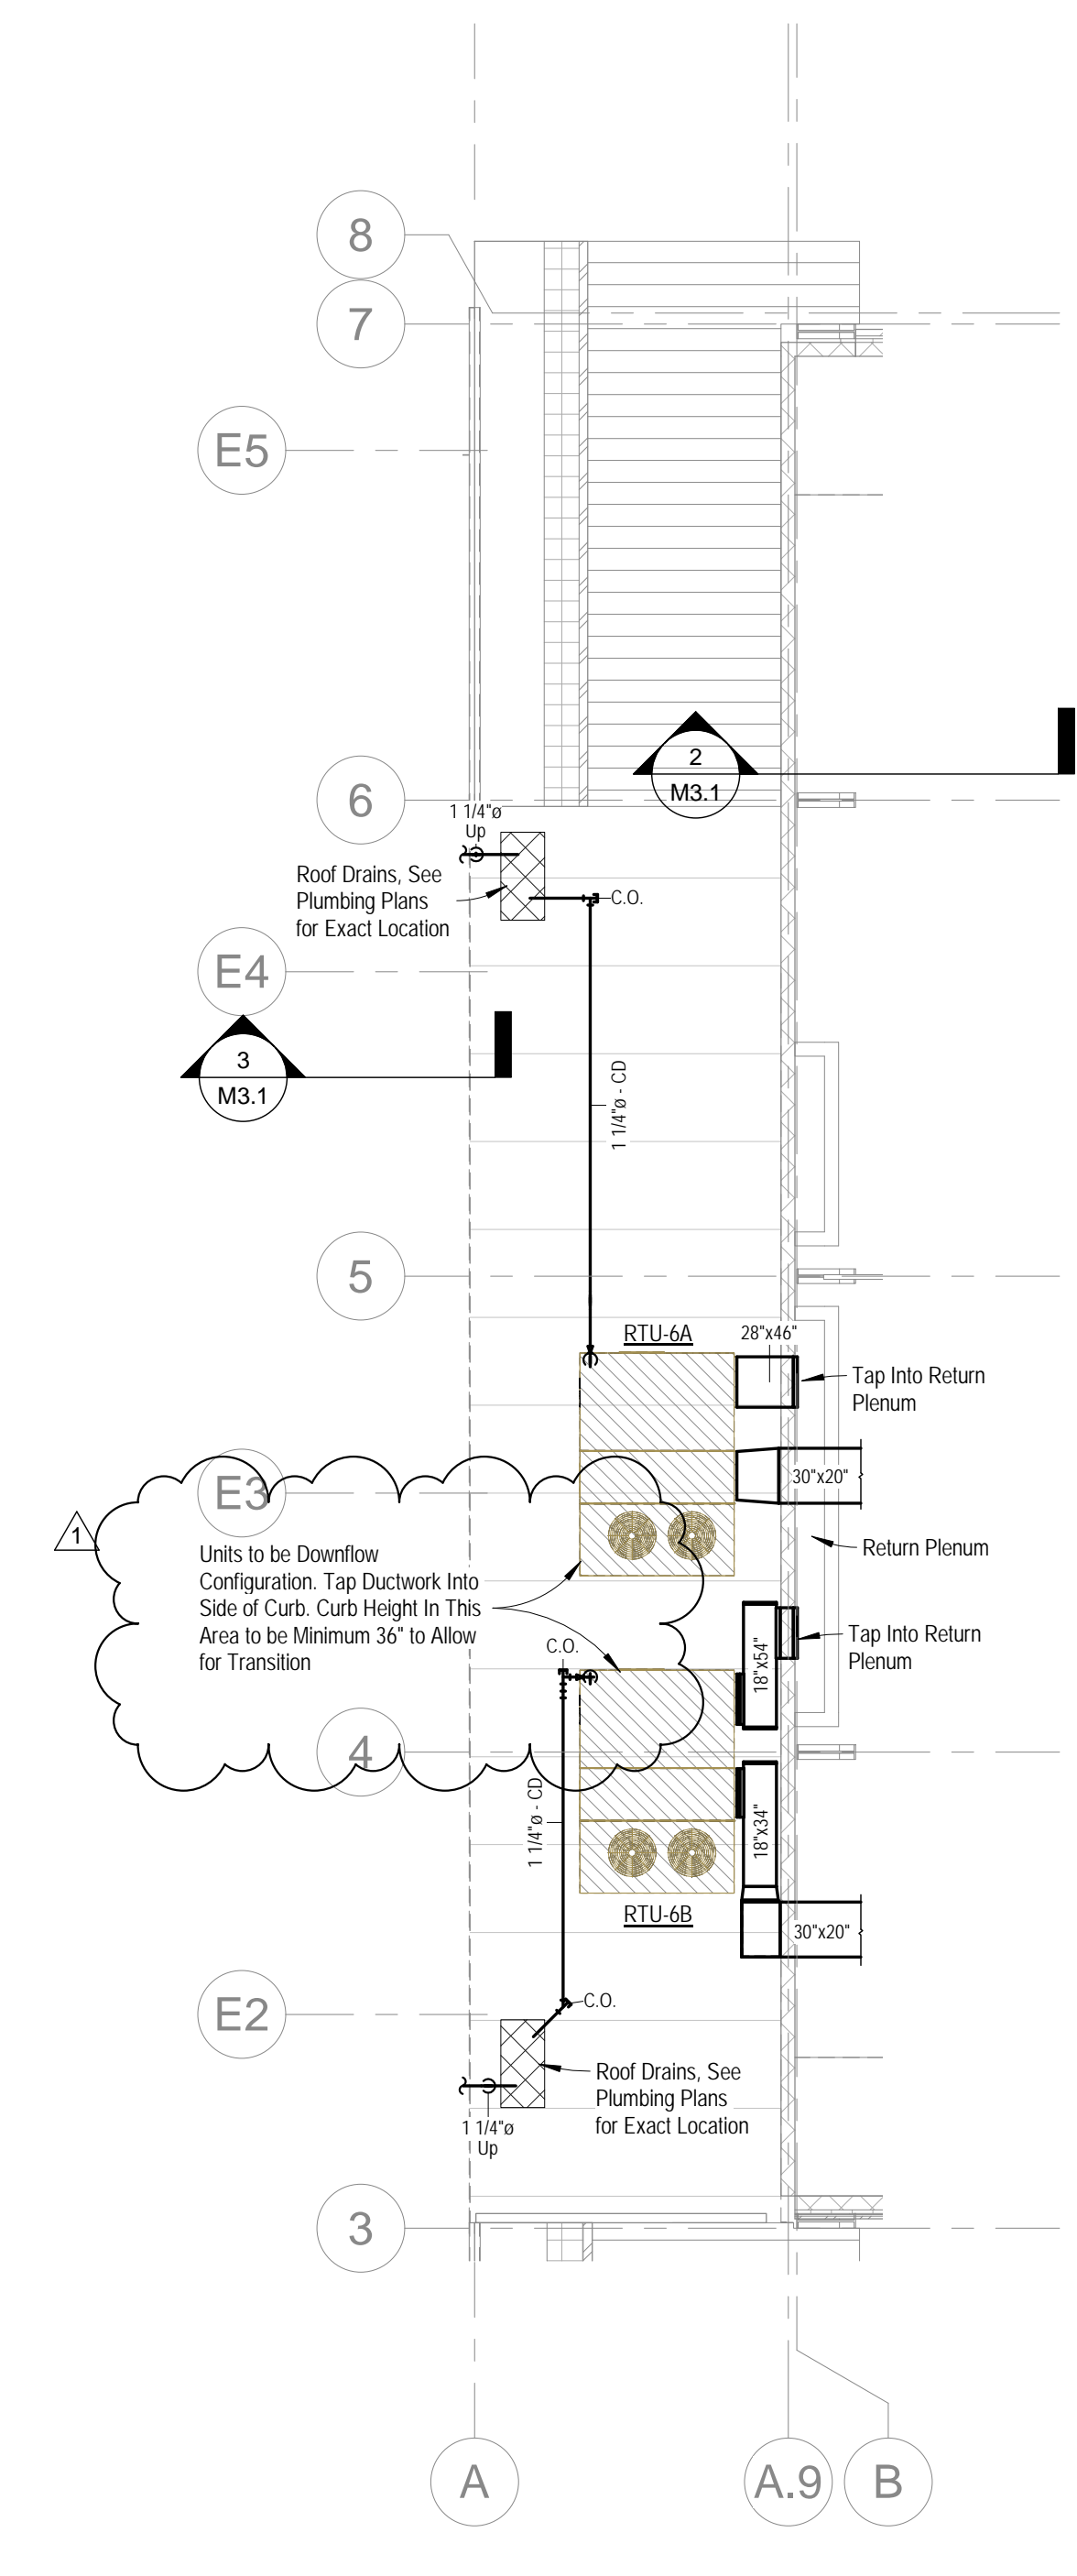 8
7
E5
2
M3.1
6
1 1/4"ø
Up
Roof Drains, See
Plumbing Plans
for Exact Location
C.O.
E4
3
M3.1
1 1/4"ø - CD
5
RTU-6A
28"x46"
Tap Into Return
Plenum
E3
30"x20"
1
Units to be Downflow
Configuration. Tap Ductwork Into
Side of Curb. Curb Height In This
Area to be Minimum 36" to Allow
for Transition
Return Plenum
C.O.
18"x54"
Tap Into Return
Plenum
4
1 1/4"ø - CD
18"x34"
RTU-6B
30"x20"
E2
C.O.
Roof Drains, See
Plumbing Plans
for Exact Location
1 1/4"ø
Up
3
A
A.9
B